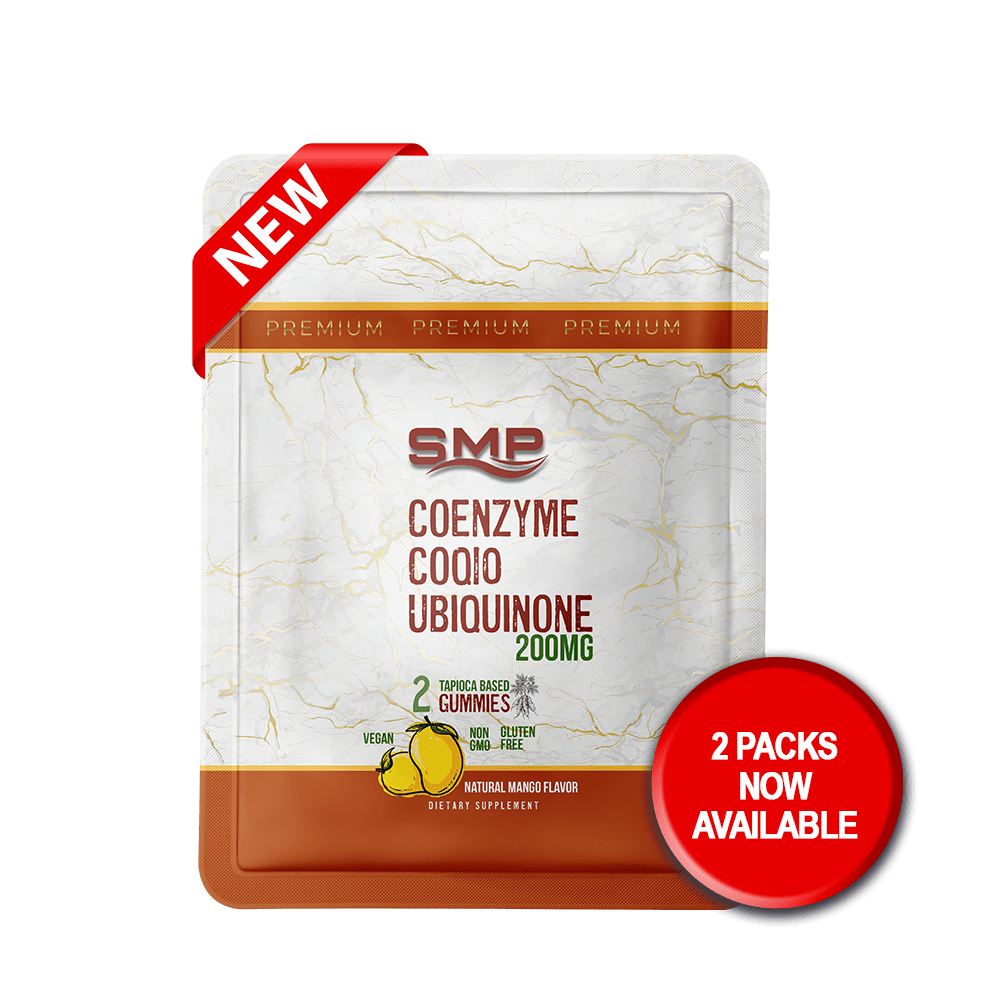 NEW
PREMIUM PREMIUM PREMIUM
SMP
COENZYME
COQ10
UBIQUINONE
200MG
2 TAPIOCA BASED
GUMMIES
VEGAN
NON
GMO
GLUTEN
FREE
NATURAL MANGO FLAVOR
DIETARY SUPPLEMENT
2 PACKS
NOW
AVAILABLE